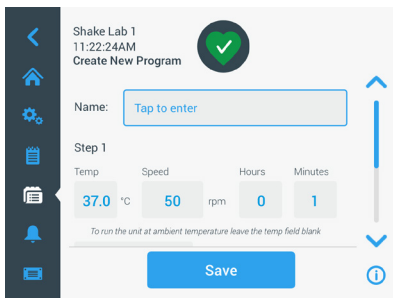 Shake Lab 1
11:22:24AM
Create New Program
Name: Tap to enter
Step 1
Temp Speed Hours Minutes
37.0 °C 50 rpm 0 1
To run the unit at ambient temperature leave the temp field blank
Save